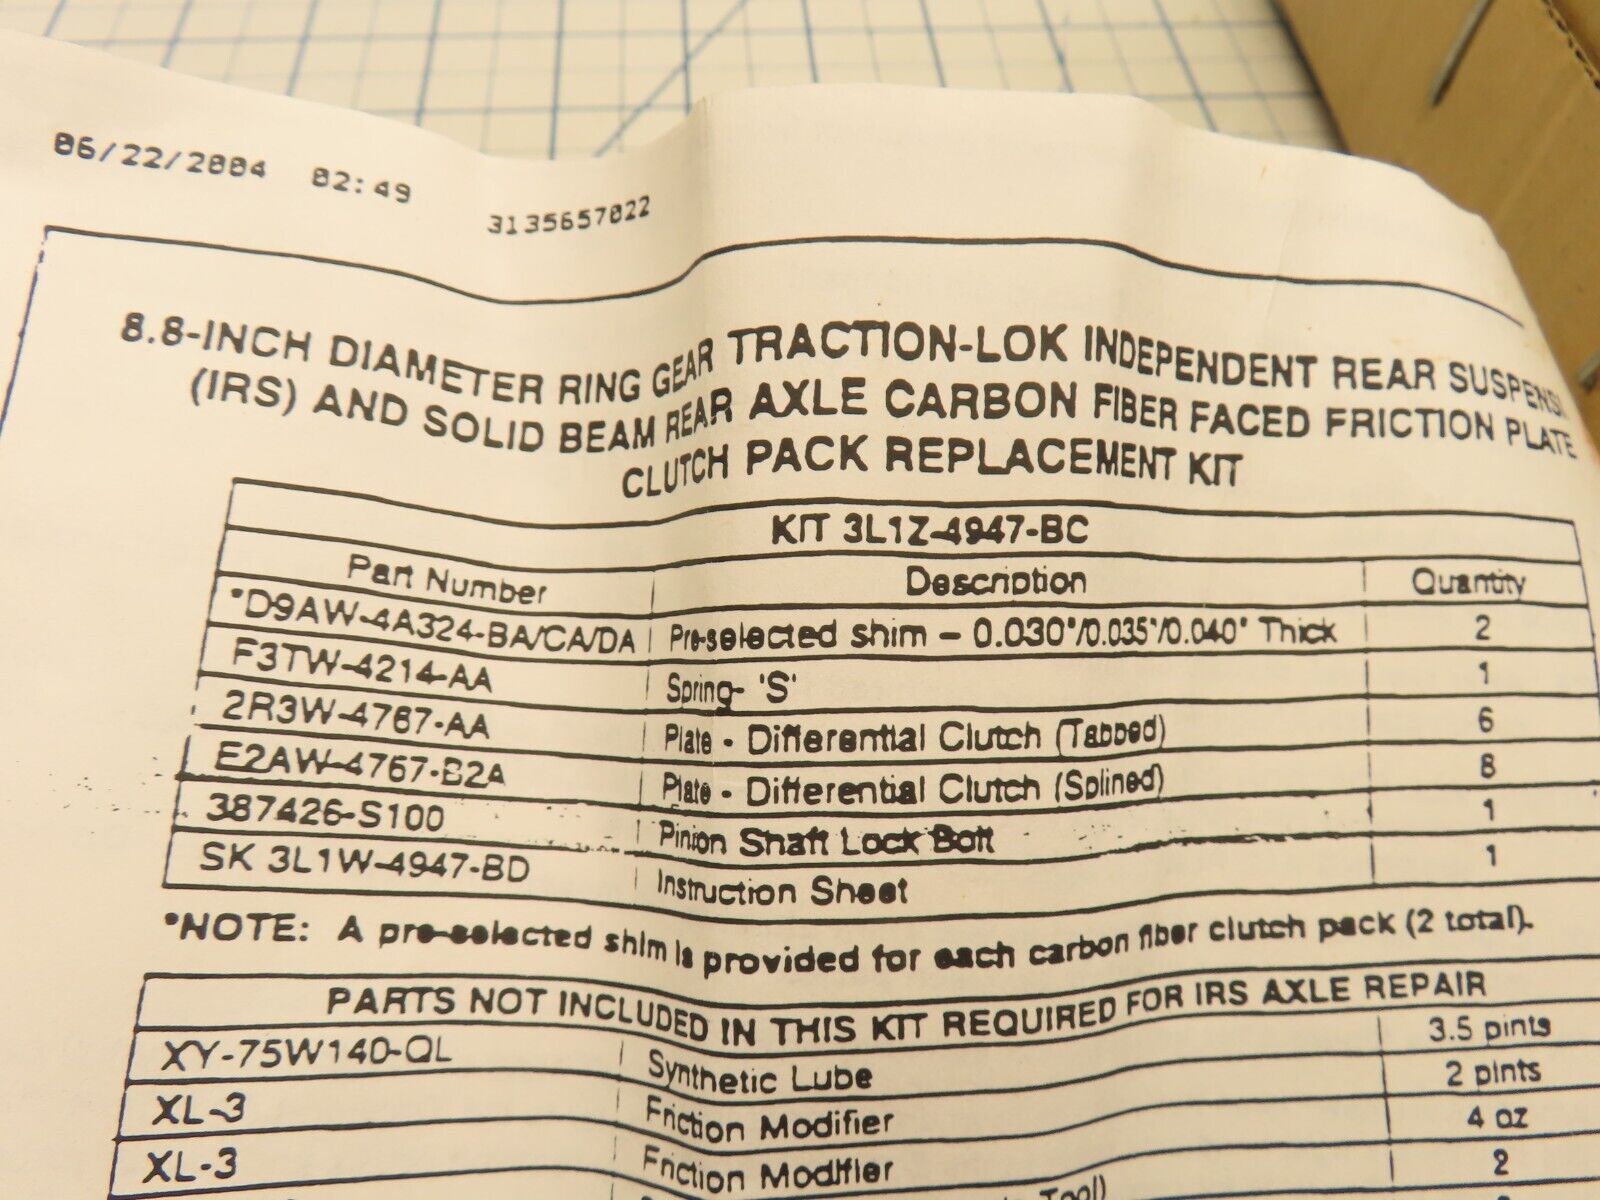 06/22/2004 02:49 3135657022
8.8-INCH DIAMETER RING GEAR TRACTION-LOK INDEPENDENT REAR SUSPENSI
(IRS) AND SOLID BEAM REAR AXLE CARBON FIBER FACED FRICTION PLATE
CLUTCH PACK REPLACEMENT KIT
KIT 3L1Z-4947-BC
Part Number Description Quantity
*D9AW-4A324-BA/CA/DA Pre-selected shim - 0.030"/0.035"/0.040" Thick 2
F3TW-4214-AA Spring- 'S' 1
2R3W-4767-AA Plate - Differential Clutch (Tabbed) 6
E2AW-4767-B2A Plate - Differential Clutch (Splined) 8
387426-S100 Pinion Shaft Lock Bolt 1
SK 3L1W-4947-BD Instruction Sheet 1
*NOTE: A pre-selected shim is provided for each carbon fiber clutch pack (2 total).
PARTS NOT INCLUDED IN THIS KIT REQUIRED FOR IRS AXLE REPAIR
XY-75W140-QL Synthetic Lube 3.5 pints
XL-3 Friction Modifier 2 pints
XL-3 Friction Modifier 4 oz
2
Tool)